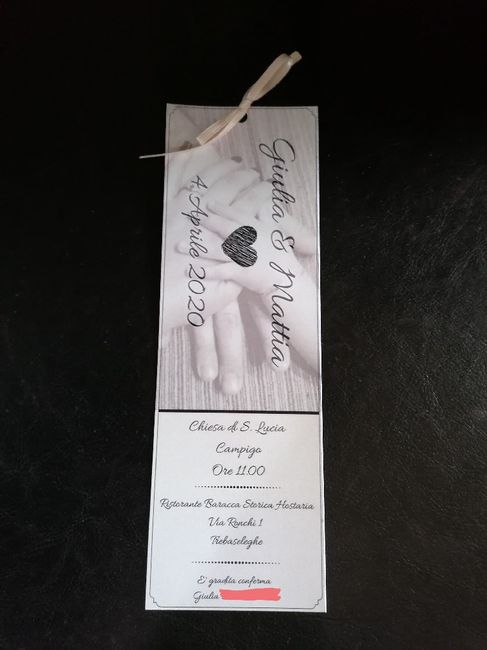 Giulia & Mattia
4 Aprile 2020
Chiesa di S. Lucia
Campigo
Ore 11.00
Ristorante Baracca Storica Hostaria
Via Ronchi 1
Trebaseleghe
E' gradita conferma
Giulia